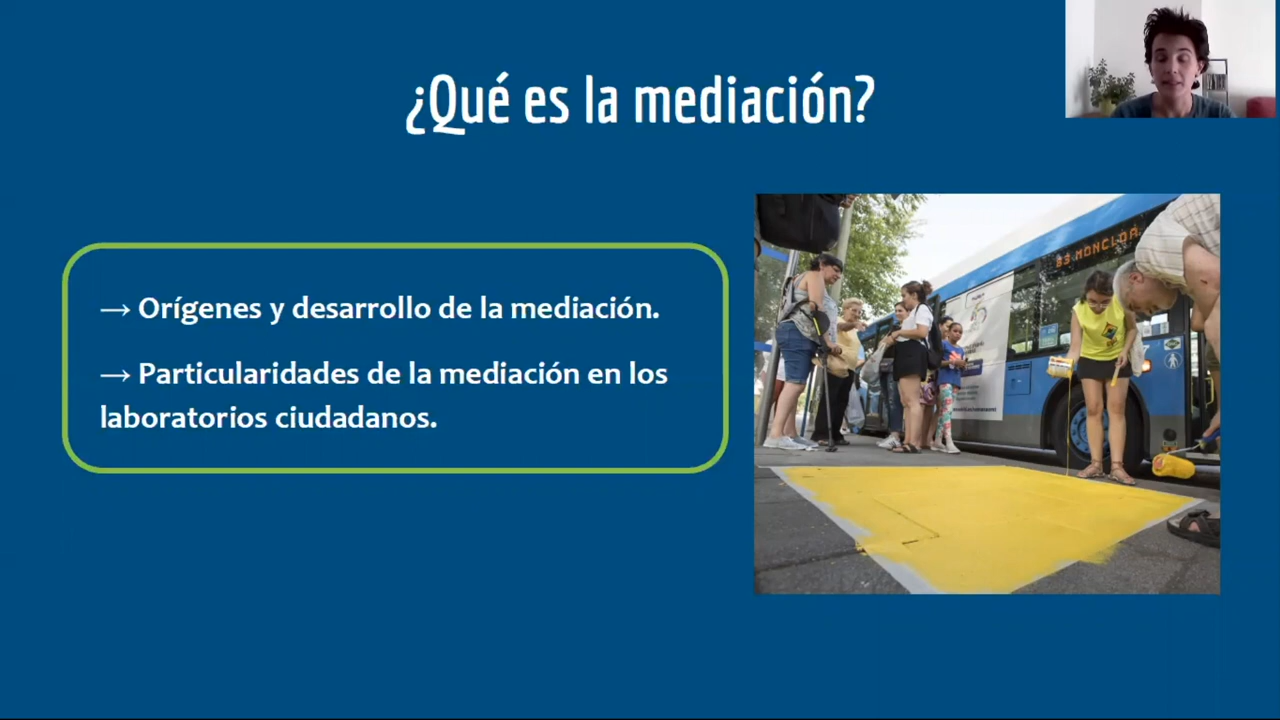 ¿Qué es la mediación?
→ Orígenes y desarrollo de la mediación.
→ Particularidades de la mediación en los
laboratorios ciudadanos.
83 MONCLOA